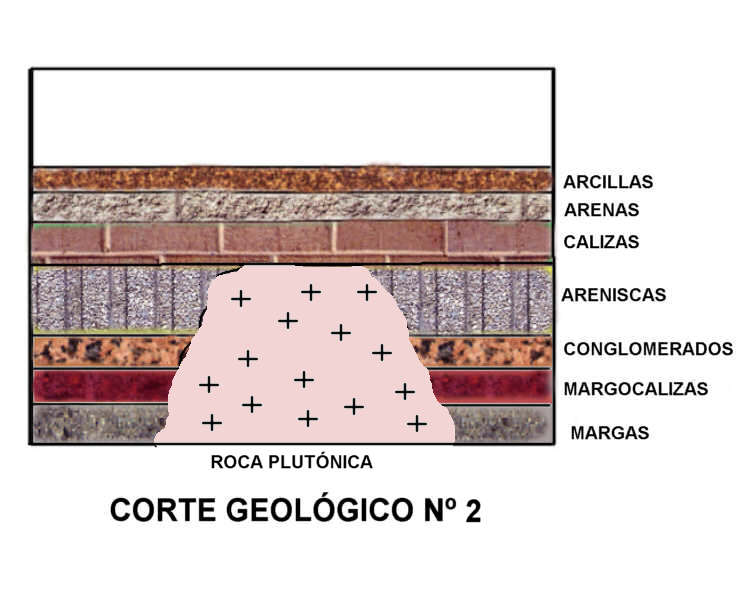 ARCILLAS
ARENAS
CALIZAS
ARENISCAS
CONGLOMERADOS
MARGOCALIZAS
MARGAS
ROCA PLUTÓNICA
CORTE GEOLÓGICO Nº 2